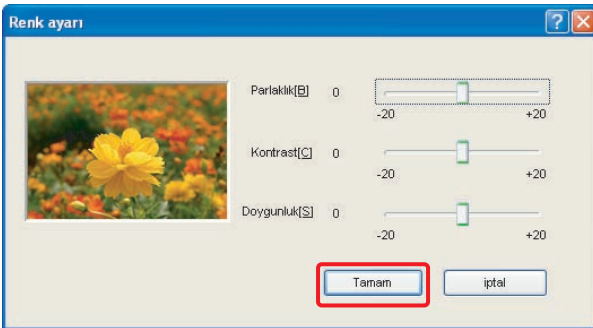 Renk ayarı
Parlaklık[B] 0
-20 +20
Kontrast[C] 0
-20 +20
Doygunluk[S] 0
-20 +20
Tamam iptal